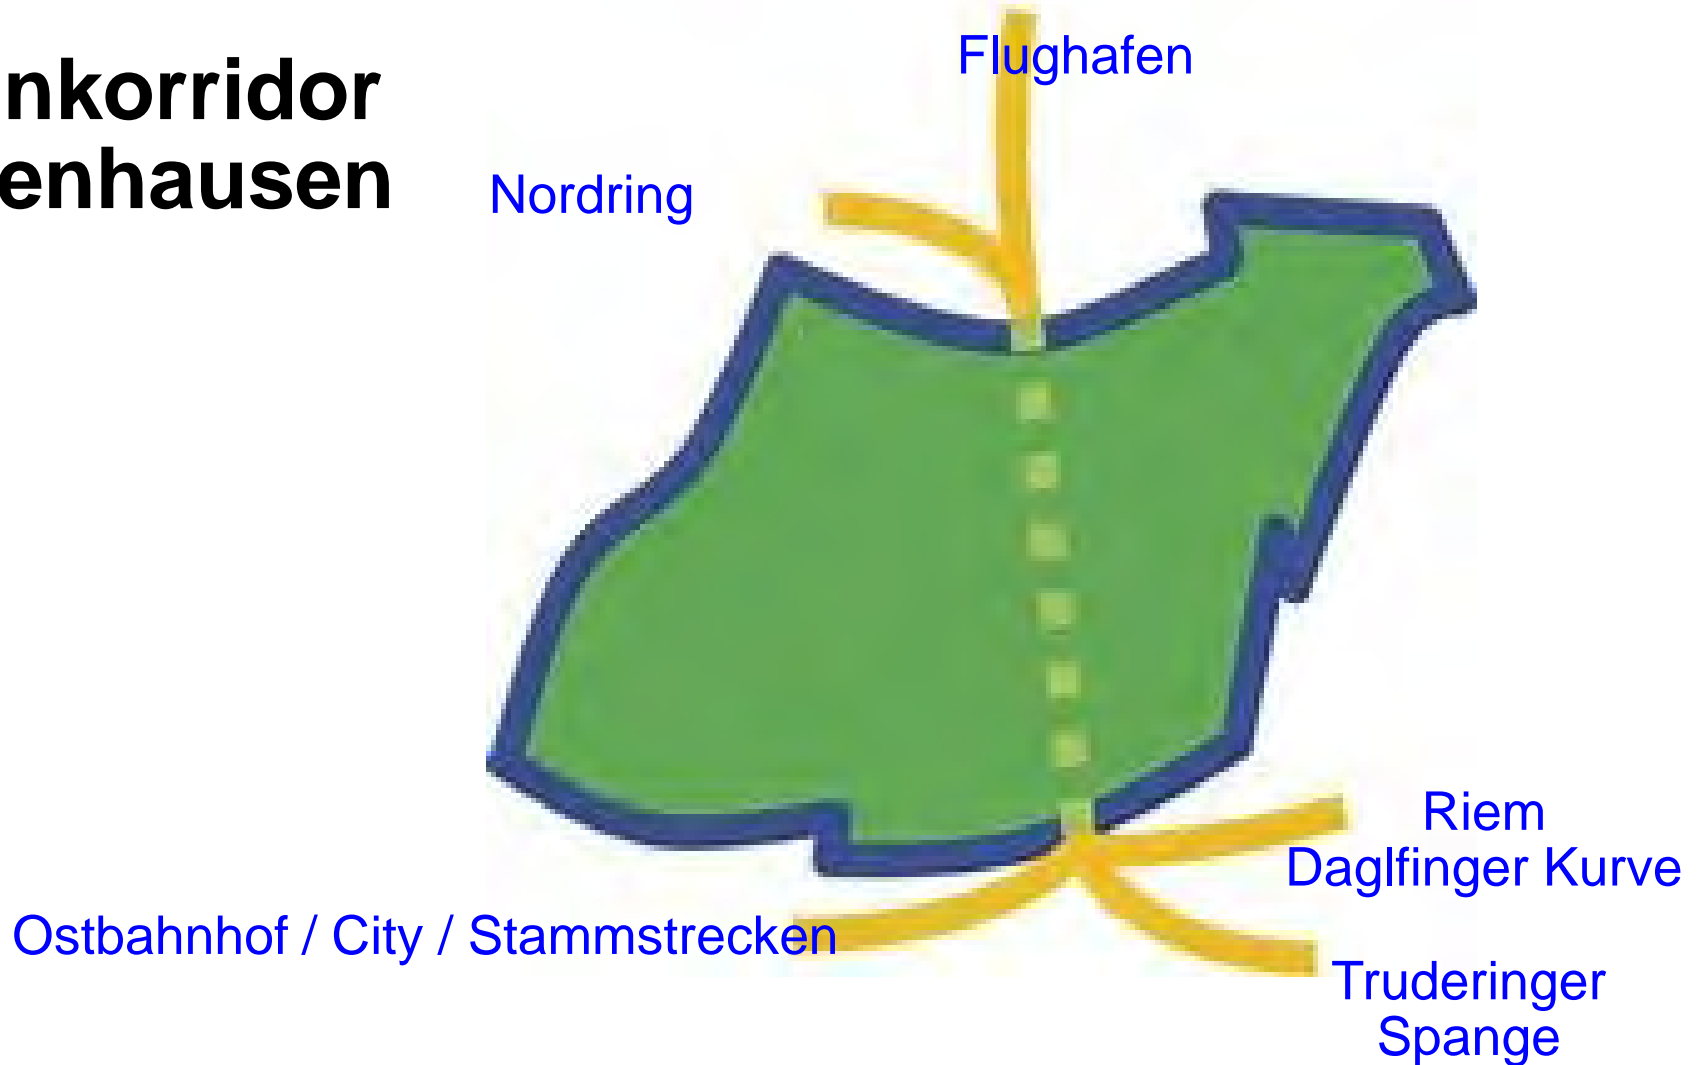 nkorridor
enhausen
Flughafen
Nordring
Riem
Daglfinger Kurve
Ostbahnhof / City / Stammstrecken
Truderinger
Spange